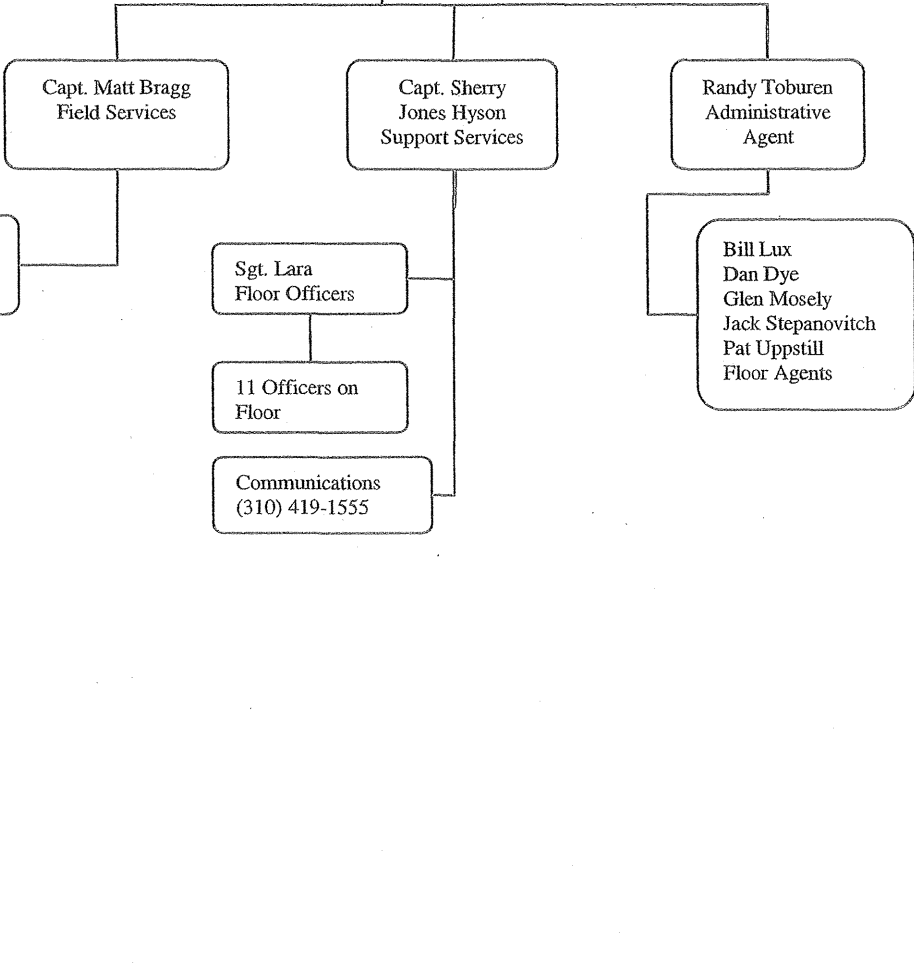 Capt. Matt Bragg
Field Services
Capt. Sherry
Jones Hyson
Support Services
Randy Toburen
Administrative
Agent
Sgt. Lara
Floor Officers
11 Officers on
Floor
Communications
(310) 419-1555
Bill Lux
Dan Dye
Glen Mosely
Jack Stepanovitch
Pat Uppstill
Floor Agents